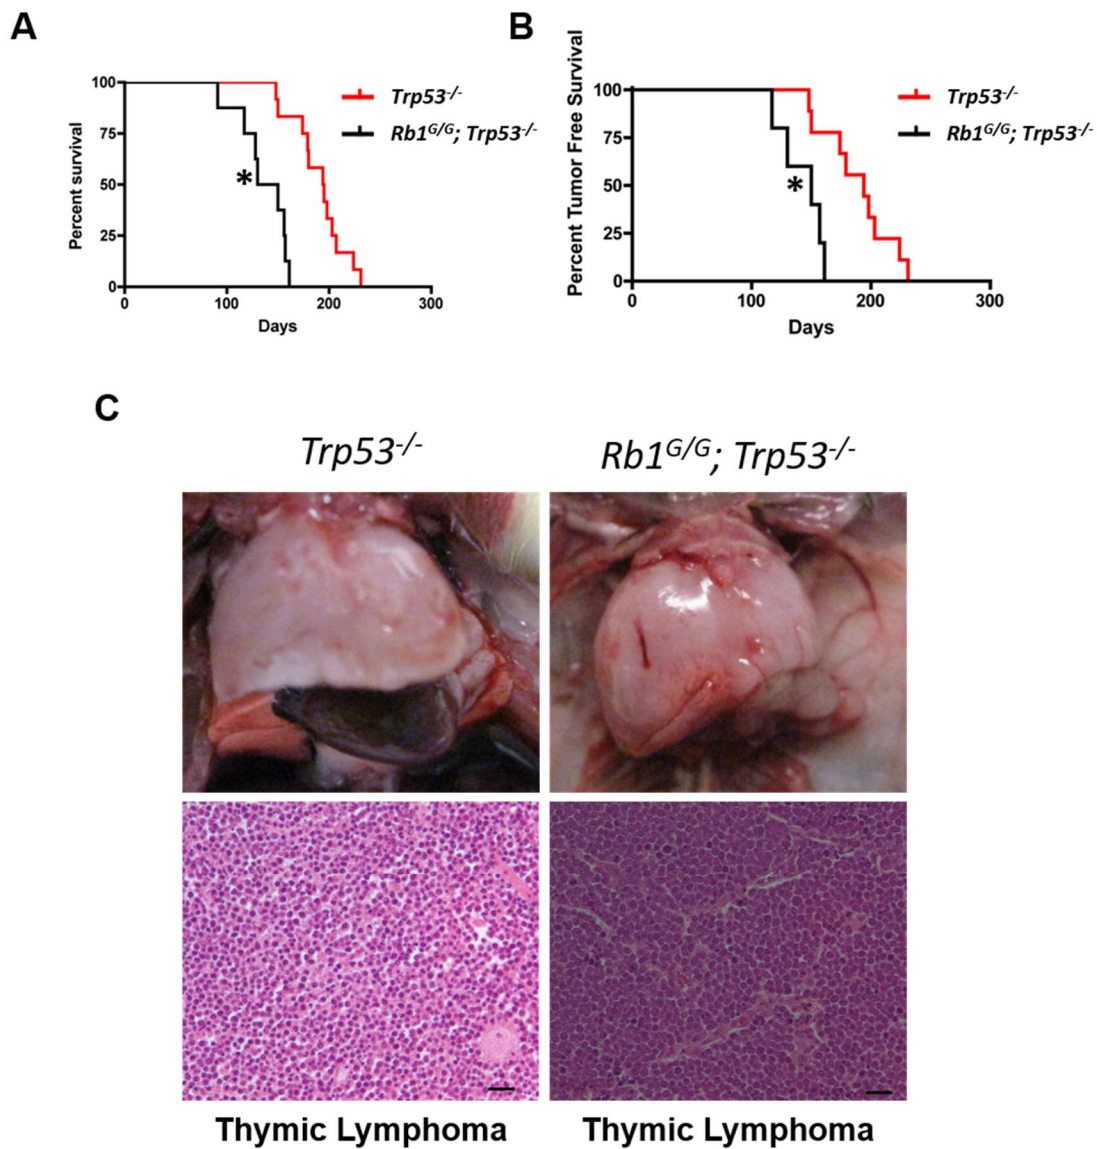 A
Percent survival
100
75
50
25
0
0 100 200 300
Days
*
Trp53-/-
Rb1G/G; Trp53-/-
B
Percent Tumor Free Survival
100
75
50
25
0
0 100 200 300
Days
*
Trp53-/-
Rb1G/G; Trp53-/-
C
Trp53-/-
Rb1G/G; Trp53-/-
Thymic Lymphoma
Thymic Lymphoma